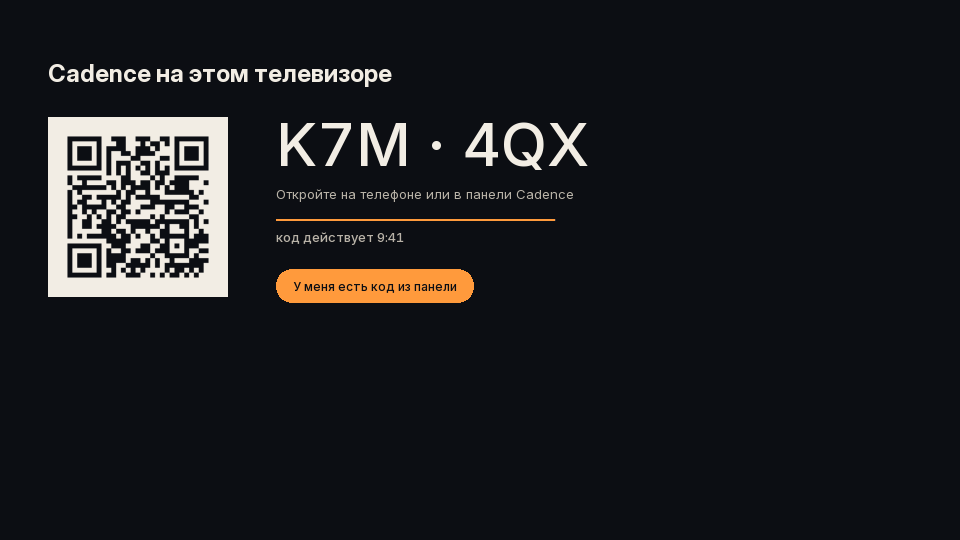 Cadence на этом телевизоре
K7M · 4QX
Откройте на телефоне или в панели Cadence
код действует 9:41
У меня есть код из панели